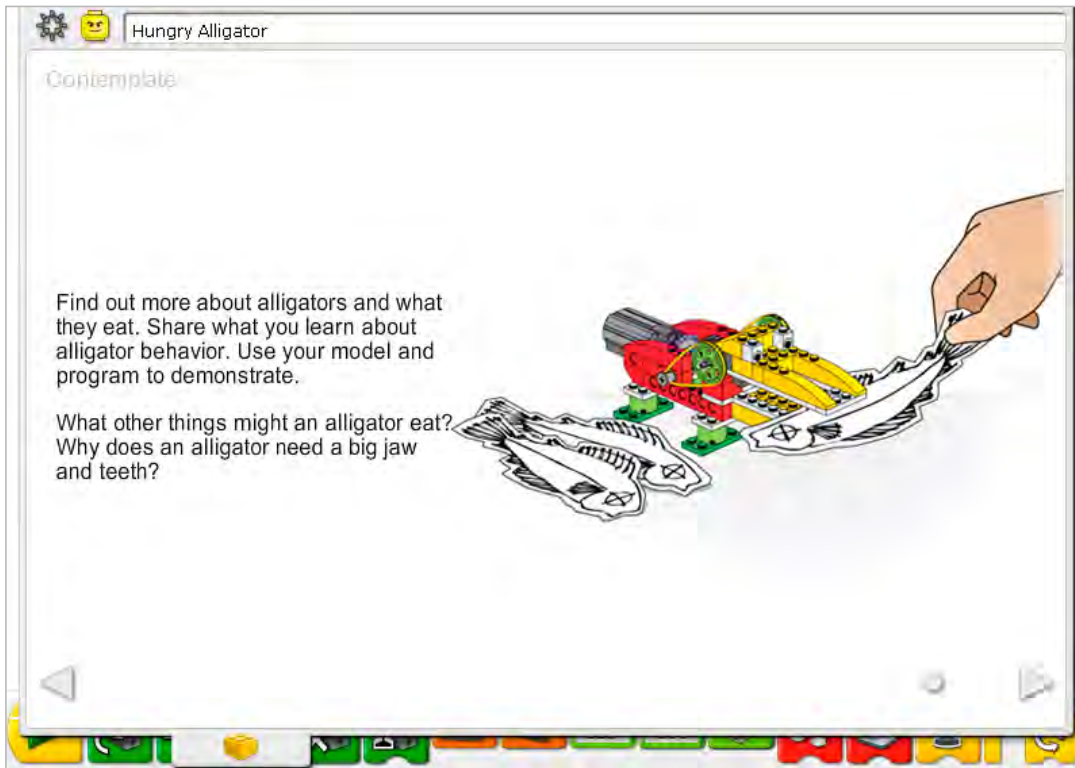 Hungry Alligator
Contemplate
Find out more about alligators and what
they eat. Share what you learn about
alligator behavior. Use your model and
program to demonstrate.
What other things might an alligator eat?
Why does an alligator need a big jaw
and teeth?